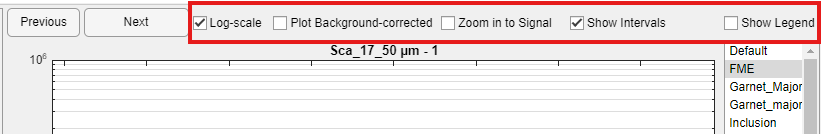 Previous
Next
Log-scale
Plot Background-corrected
Zoom in to Signal
Show Intervals
Show Legend
Sca_17_50 µm - 1
10⁶
Default
FME
Garnet_Major
Garnet_major
Inclusion